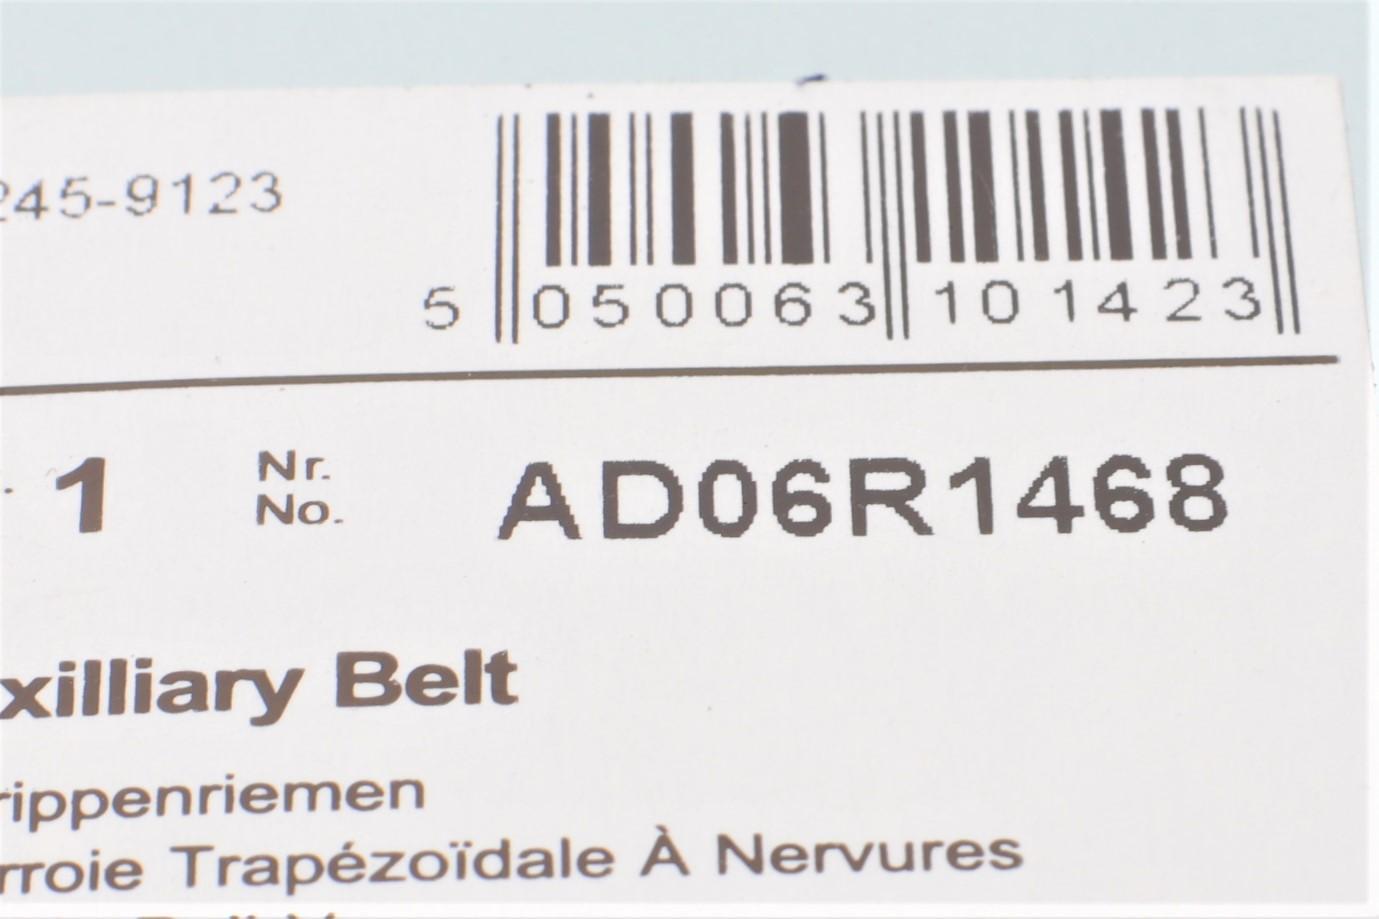 245-9123
5 050063 101423
1 Nr. No. AD06R1468
xilliary Belt
rippenriemen
rroie Trapézoïdale À Nervures